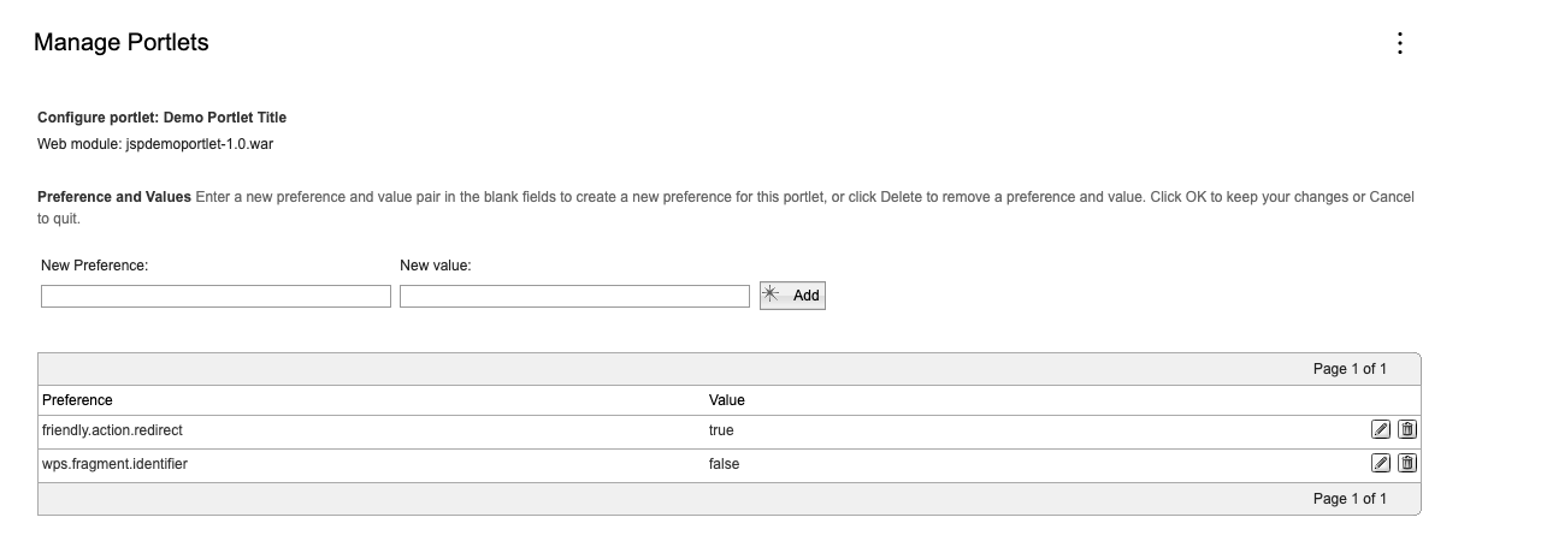 Manage Portlets
Configure portlet: Demo Portlet Title
Web module: jspdemoportlet-1.0.war
Preference and Values Enter a new preference and value pair in the blank fields to create a new preference for this portlet, or click Delete to remove a preference and value. Click OK to keep your changes or Cancel
to quit.
New Preference: New value:
Add
Page 1 of 1
Preference Value
friendly.action.redirect true
wps.fragment.identifier false
Page 1 of 1